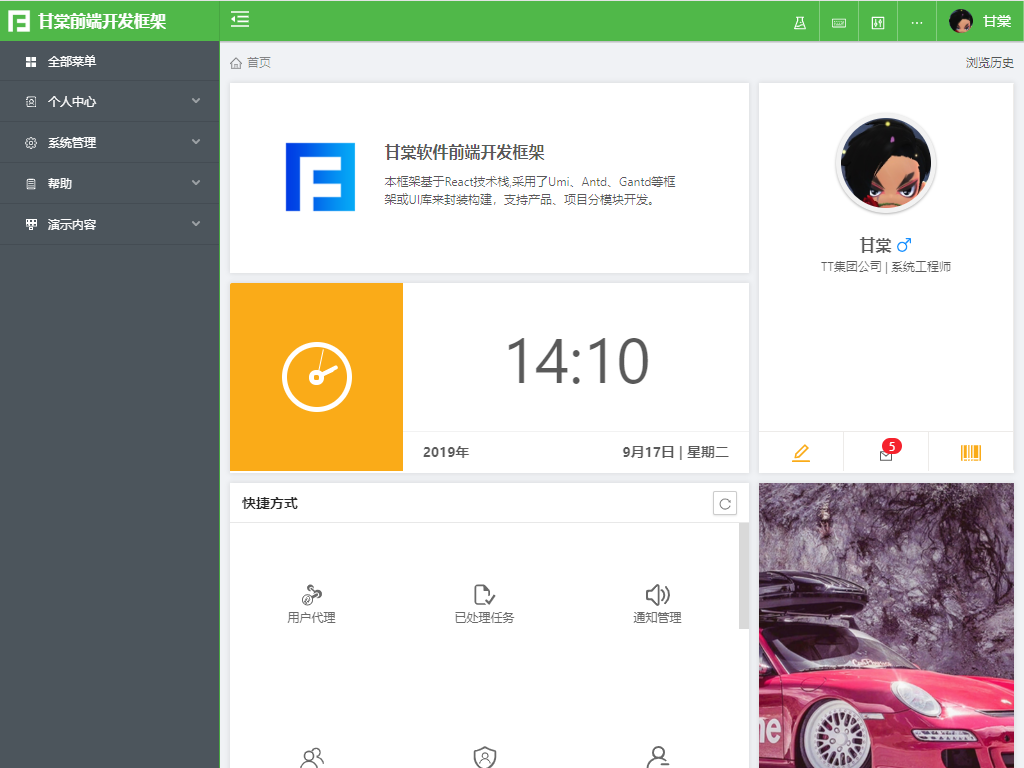 甘棠前端开发框架
甘棠
全部菜单
个人中心
系统管理
帮助
演示内容
首页
浏览历史
甘棠软件前端开发框架
本框架基于React技术栈,采用了Umi、Antd、Gantd等框
架或UI库来封装构建，支持产品、项目分模块开发。
甘棠
TT集团公司 | 系统工程师
14:10
2019年
9月17日 | 星期二
5
快捷方式
用户代理
已处理任务
通知管理